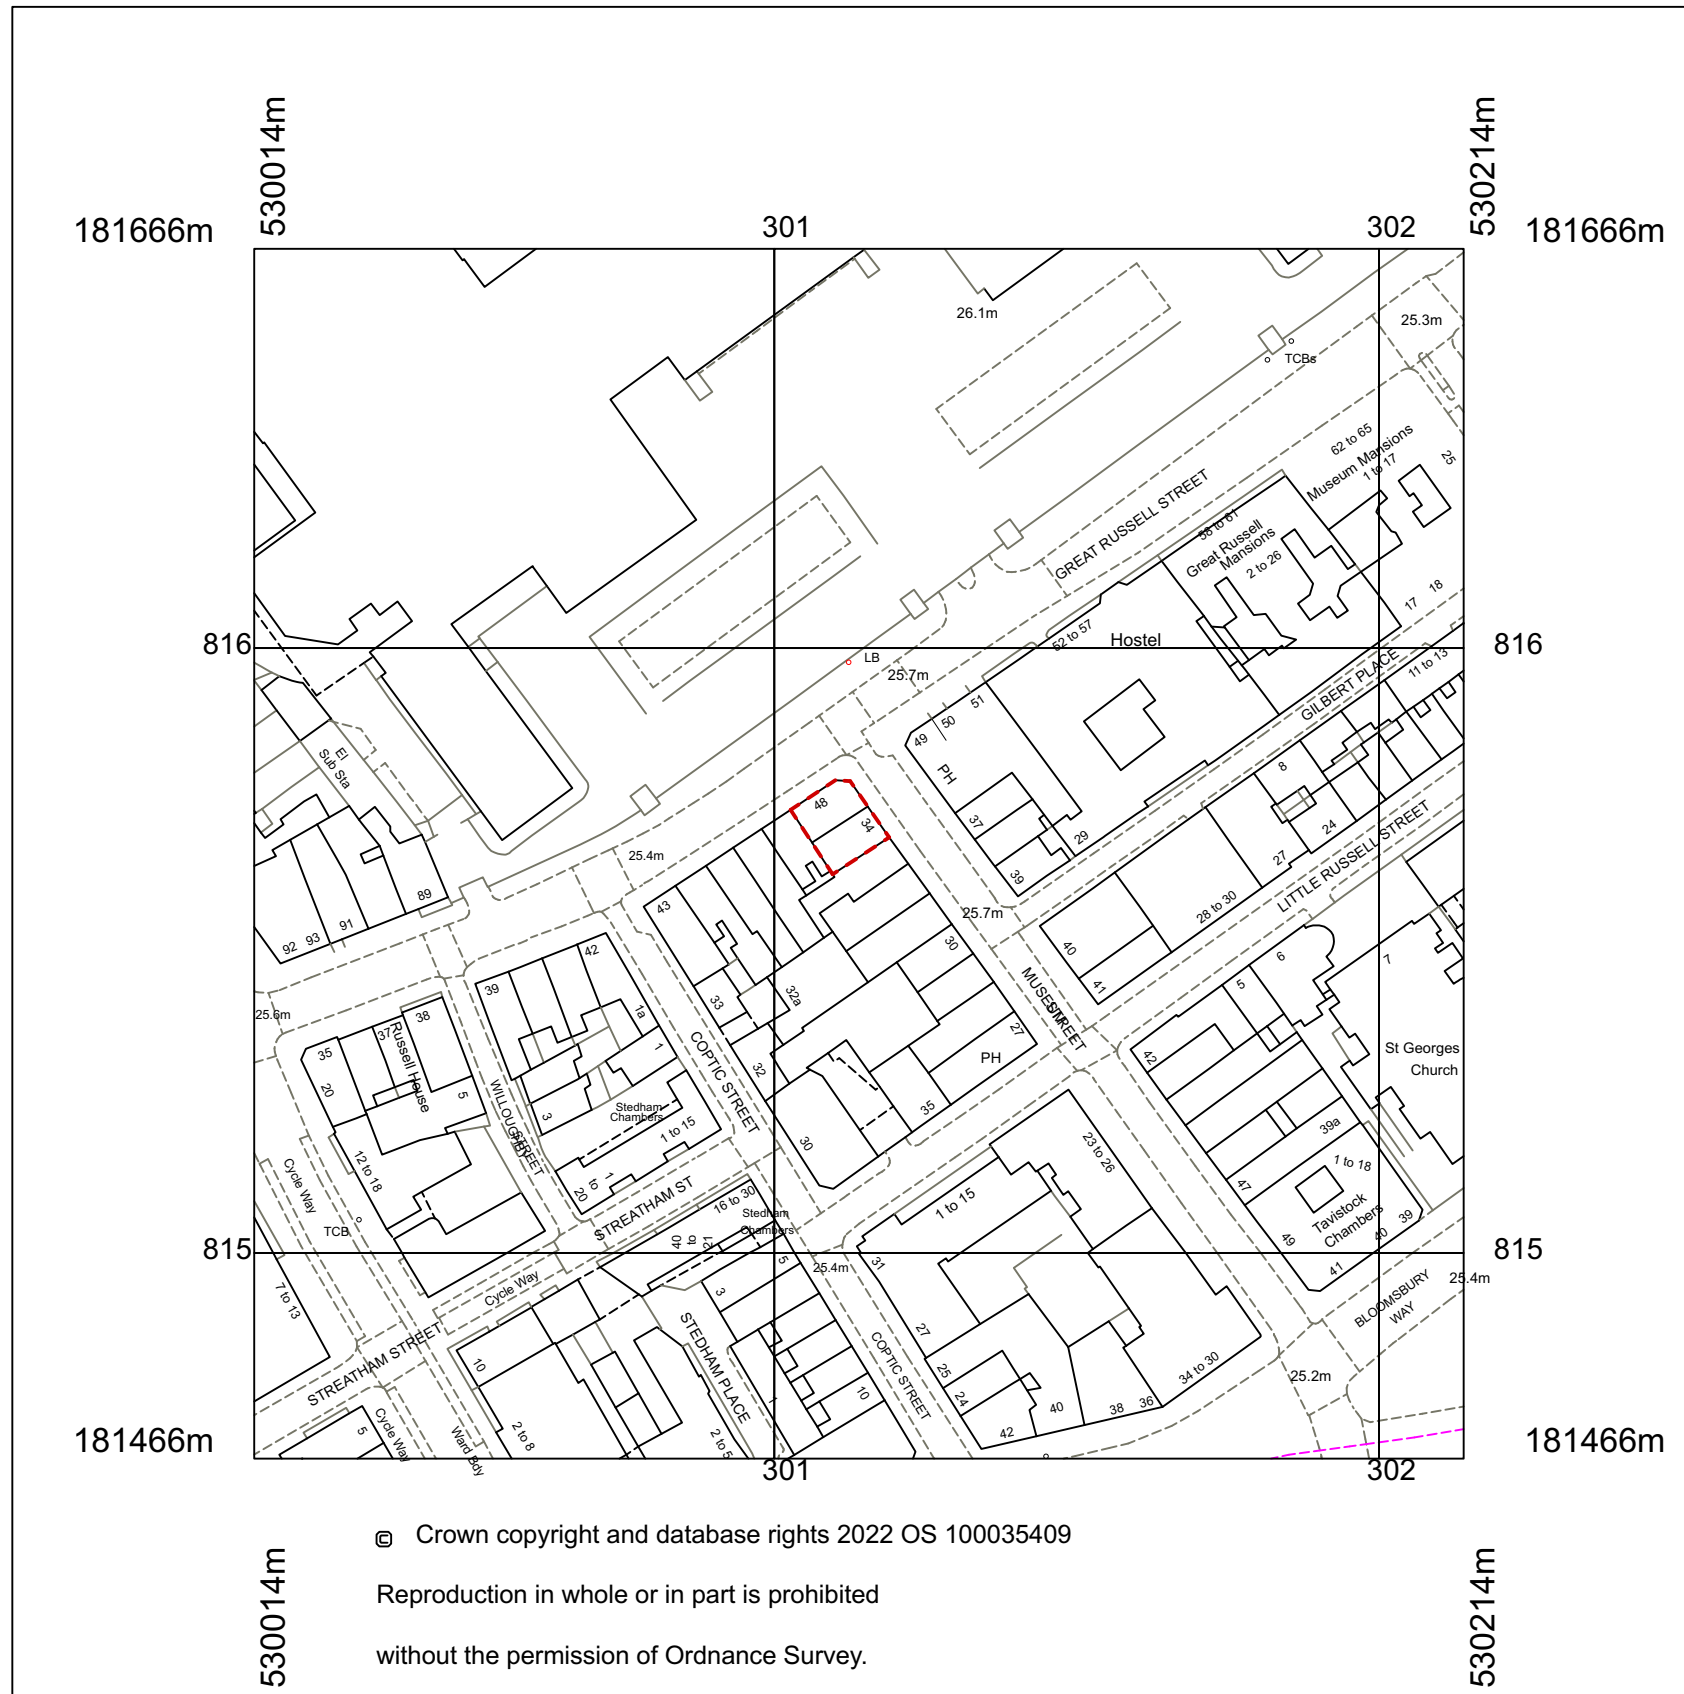 530014m
530214m
181666m
301
302
181666m
26.1m
25.3m
TCBs
62 to 65
Museum Mansions
1 to 17
25
GREAT RUSSELL STREET
58 to 61
Great Russell
Mansions
2 to 26
17
18
816
52 to 57
Hostel
816
LB
25.7m
GILBERT PLACE
11 to 13
49
50
51
El
Sub Sta
PH
8
48
34
37
29
24
27
LITTLE RUSSELL STREET
25.4m
39
28 to 30
89
91
93
92
43
25.7m
40
41
42
39
30
6
5
7
33
32a
MUSEUM
STREET
25.6m
38
37
35
20
Russell House
1a
1
COPTIC STREET
27
PH
42
St Georges
Church
32
5
WILLOUGHBY
STREET
3
Stedham
Chambers
1 to 15
35
39a
12 to 18
30
23 to 26
1 to 18
Cycle Way
20
to
1
STREATHAM ST
16 to 30
Stedham
Chambers
1 to 15
47
Tavistock
Chambers
39
40
TCB
40
to
21
49
41
815
5
25.4m
31
815
25.4m
7 to 13
Cycle Way
3
BLOOMSBURY
WAY
STREATHAM STREET
10
STEDHAM PLACE
27
COPTIC STREET
25
24
34 to 30
25.2m
1
10
40
38
36
42
5
Cycle Way
Ward Bdy
2 to 8
2 to 5
181466m
301
302
181466m
© Crown copyright and database rights 2022 OS 100035409
Reproduction in whole or in part is prohibited
without the permission of Ordnance Survey.
530014m
530214m